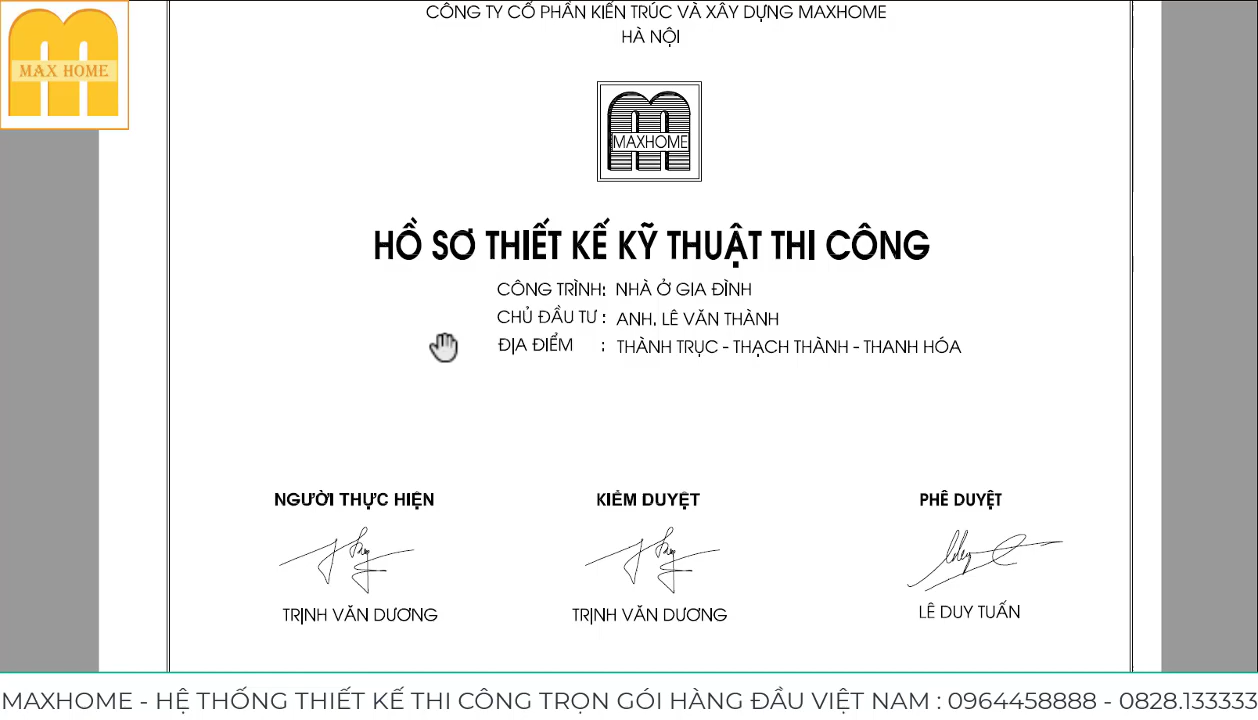 CÔNG TY CỔ PHẦN KIẾN TRÚC VÀ XÂY DỰNG MAXHOME
HÀ NỘI
MAX HOME
MAXHOME
HỒ SƠ THIẾT KẾ KỸ THUẬT THI CÔNG
CÔNG TRÌNH: NHÀ Ở GIA ĐÌNH
CHỦ ĐẦU TƯ : ANH. LÊ VĂN THÀNH
ĐỊA ĐIỂM : THÀNH TRỤC - THẠCH THÀNH - THANH HÓA
NGƯỜI THỰC HIỆN KIỂM DUYỆT PHÊ DUYỆT
TRỊNH VĂN DƯƠNG TRỊNH VĂN DƯƠNG LÊ DUY TUẤN
MAXHOME - HỆ THỐNG THIẾT KẾ THI CÔNG TRỌN GÓI HÀNG ĐẦU VIỆT NAM : 0964458888 - 0828.133333